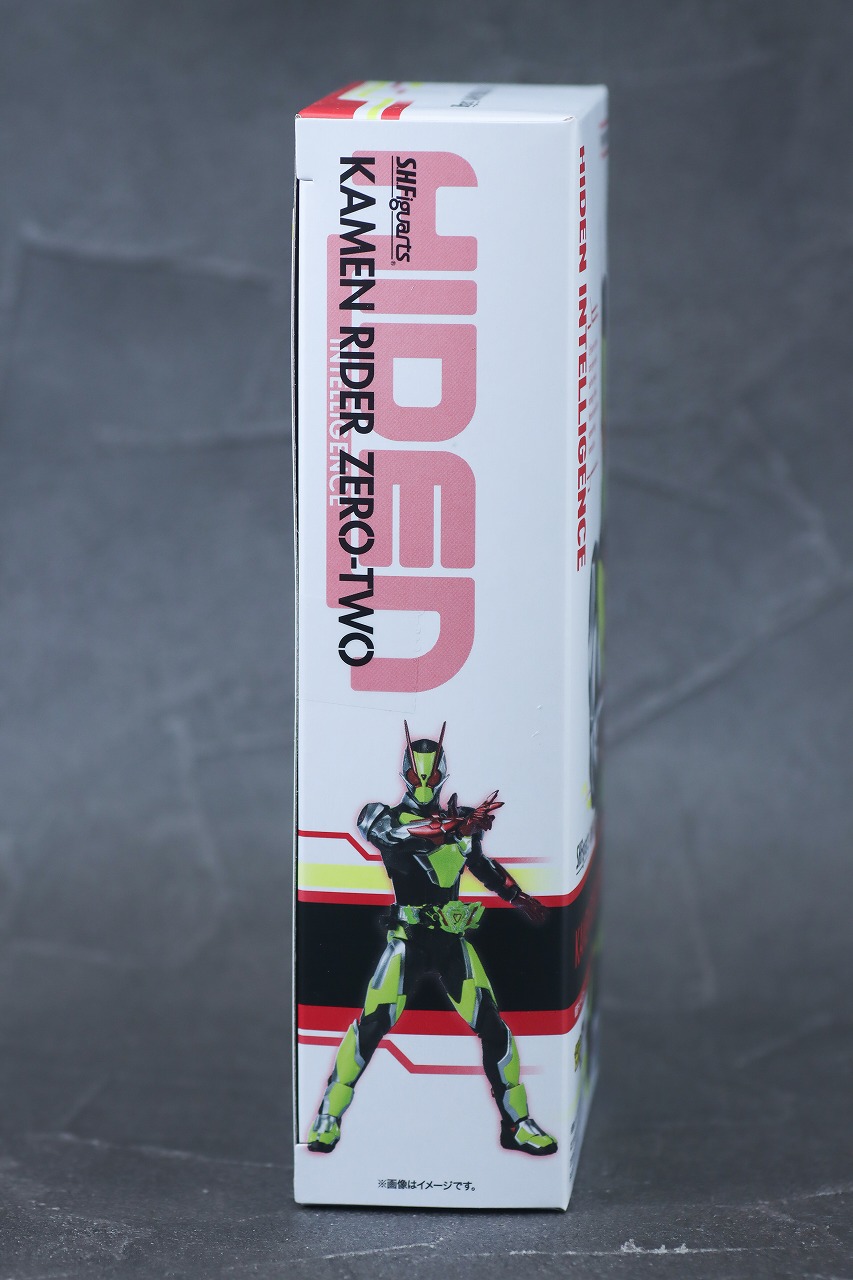 S.H.Figuarts®
KAMEN RIDER ZERO-TWO
HIDEN
INTELLIGENCE
HIDEN INTELLIGENCE
※画像はイメージです。